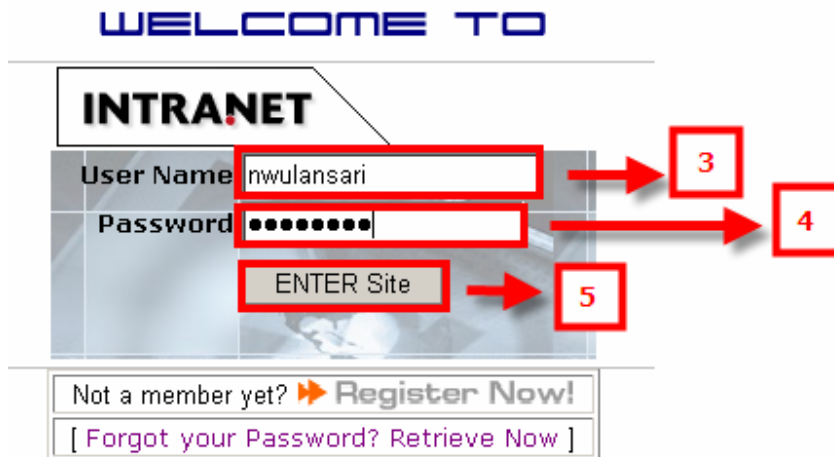 WELCOME TO
INTRANET
User Name nwulansari 3
Password ●●●●●●●● 4
ENTER Site 5
Not a member yet? Register Now!
[ Forgot your Password? Retrieve Now ]